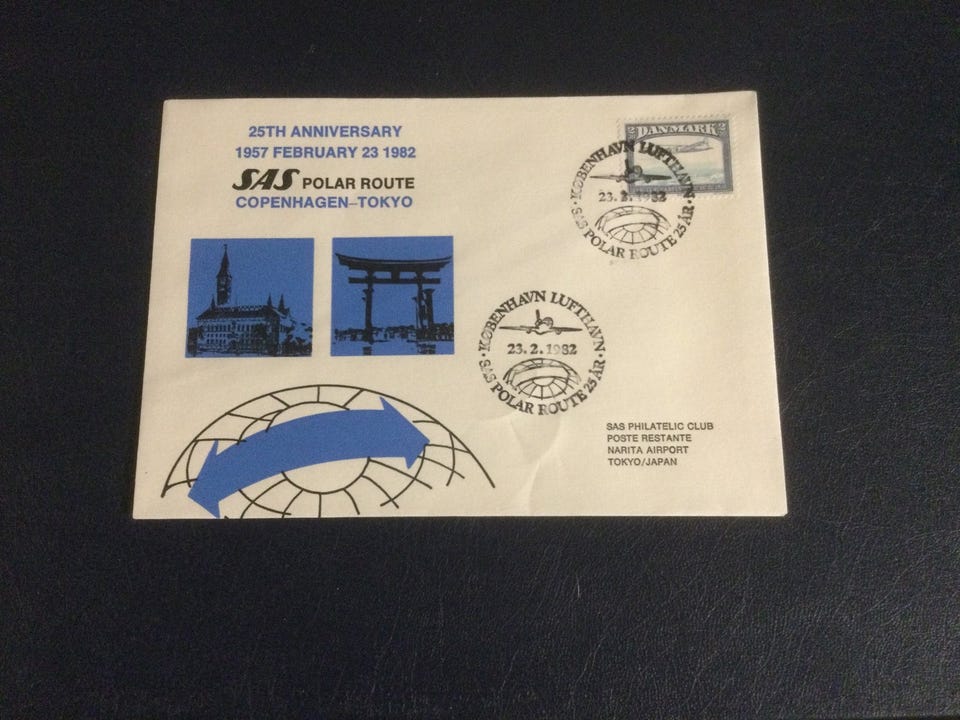 25TH ANNIVERSARY
1957 FEBRUARY 23 1982
SAS POLAR ROUTE
COPENHAGEN–TOKYO
DANMARK
KØBENHAVN LUFTHAVN
23.2.1982
· SAS POLAR ROUTE 25 ÅR ·
KØBENHAVN LUFTHAVN
23.2.1982
· SAS POLAR ROUTE 25 ÅR ·
SAS PHILATELIC CLUB
POSTE RESTANTE
NARITA AIRPORT
TOKYO/JAPAN